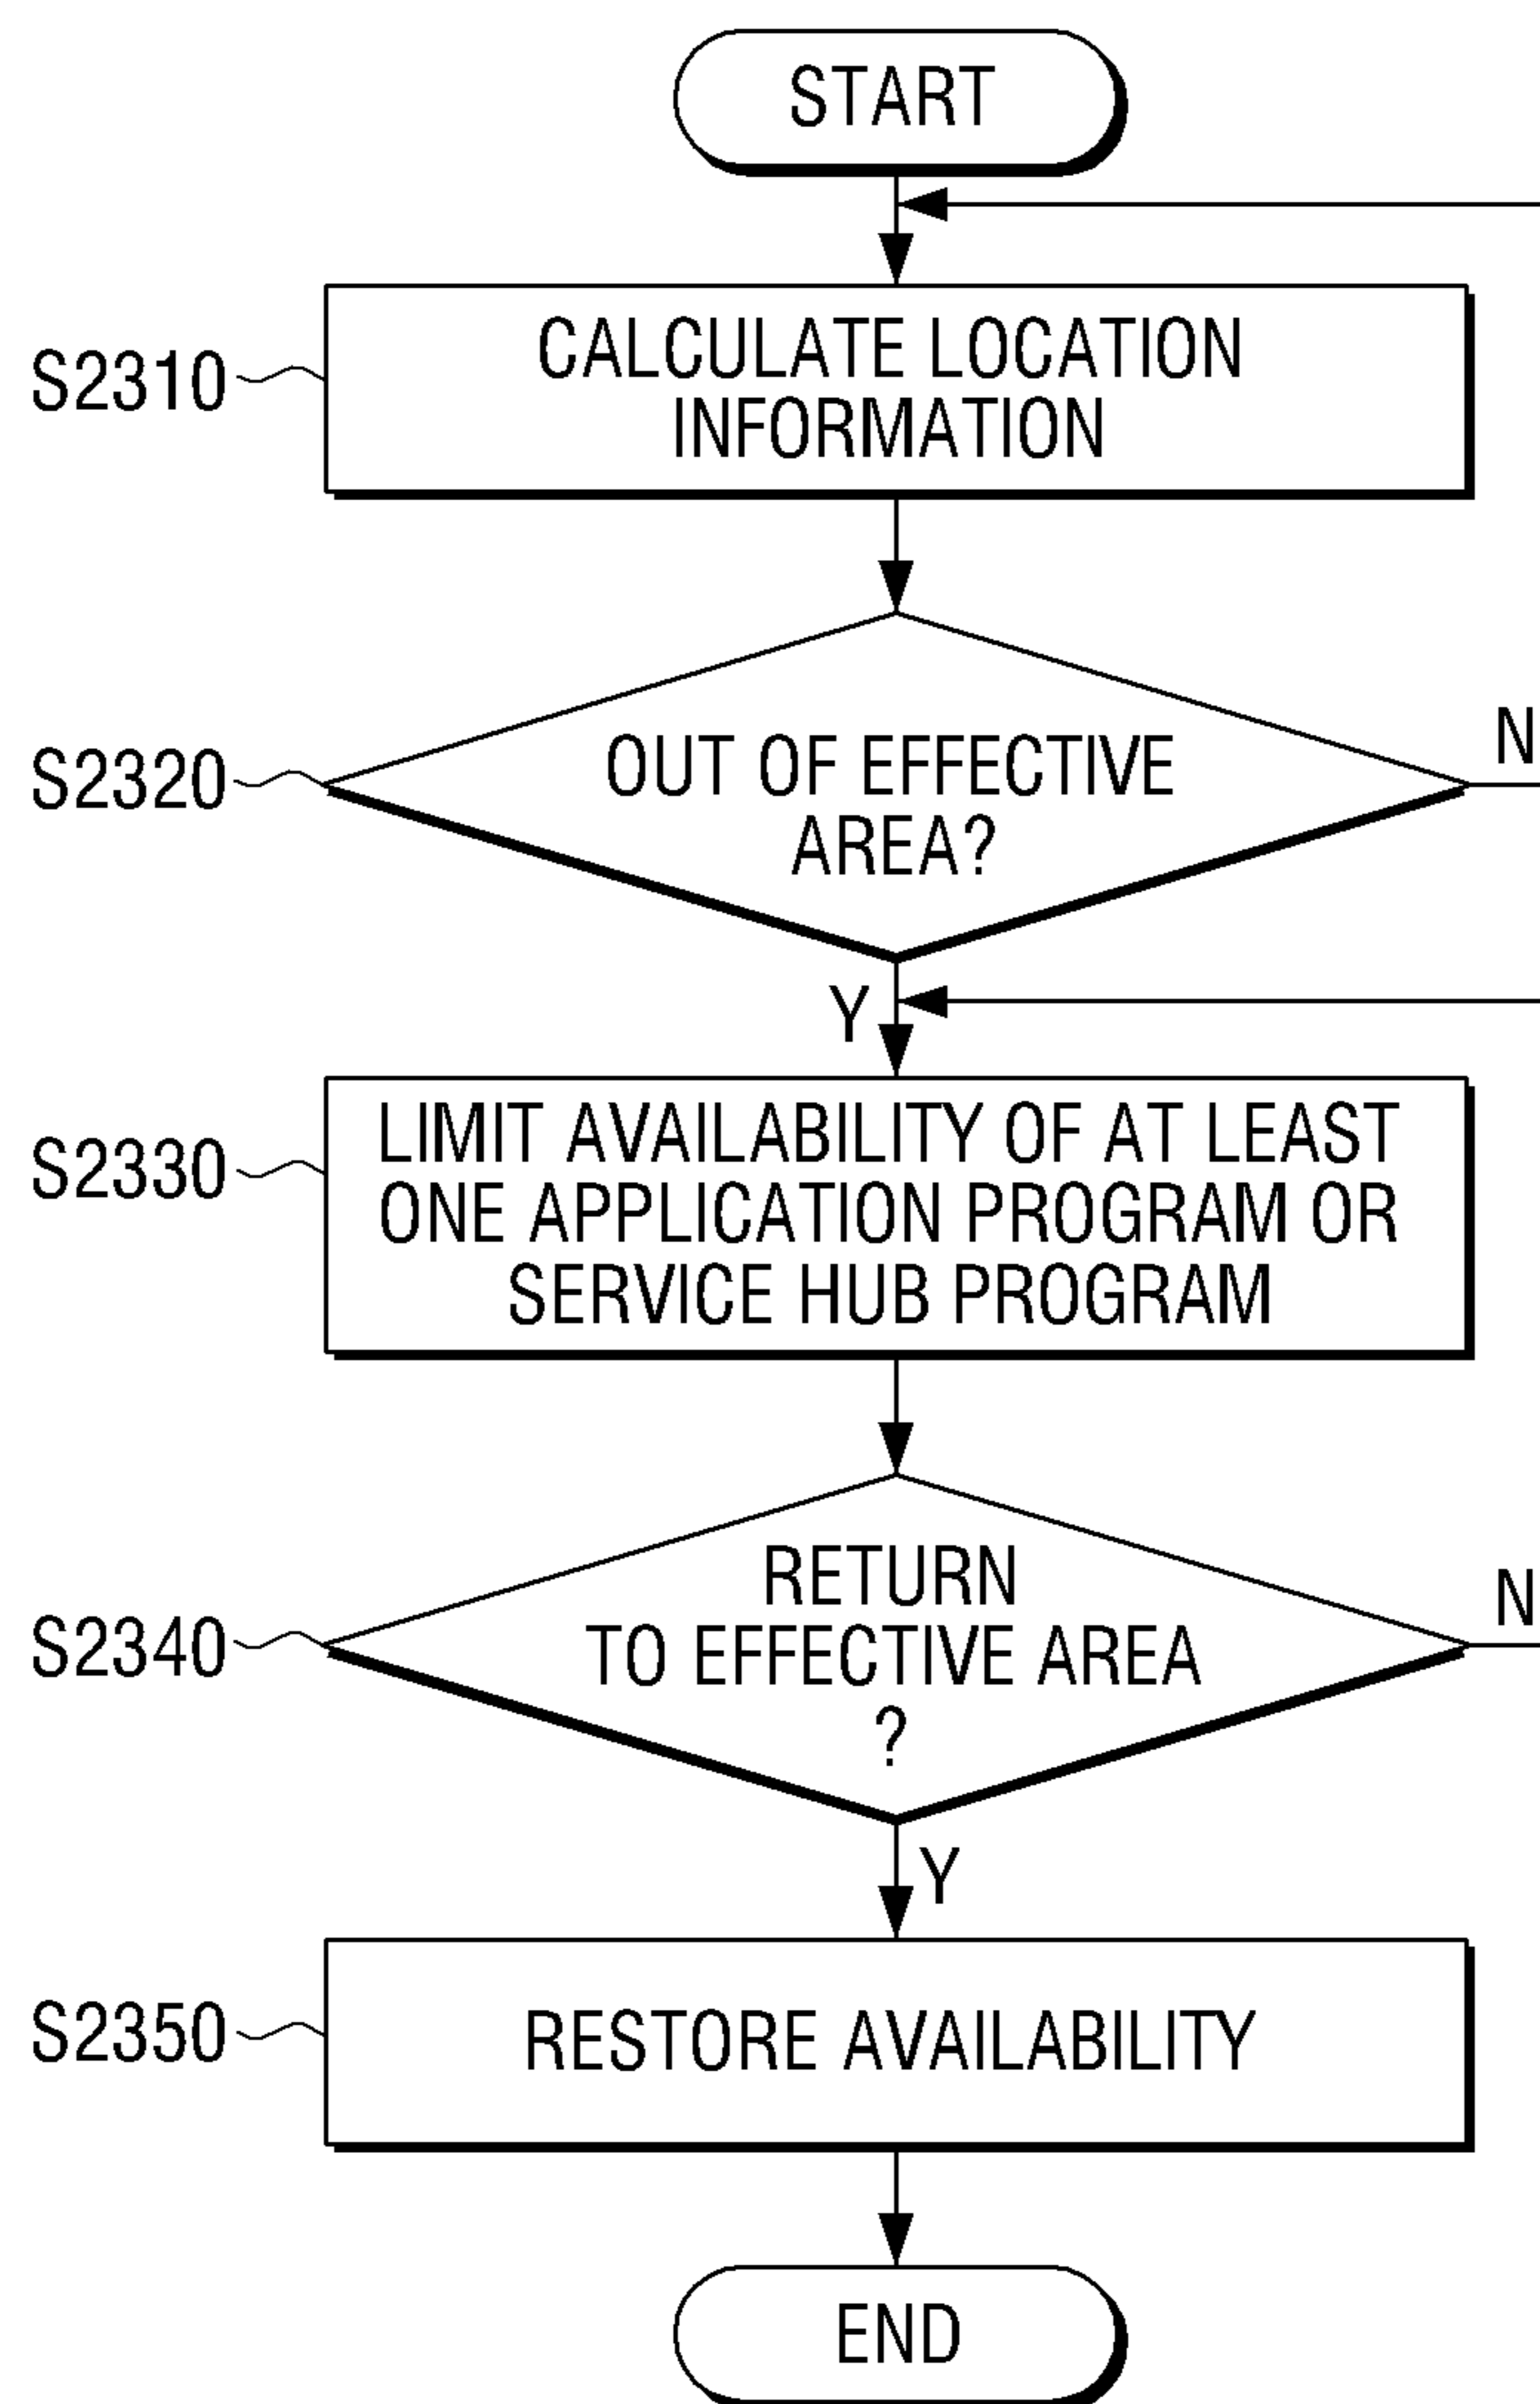 START
S2310
CALCULATE LOCATION
INFORMATION
S2320
OUT OF EFFECTIVE
AREA?
N
Y
S2330
LIMIT AVAILABILITY OF AT LEAST
ONE APPLICATION PROGRAM OR
SERVICE HUB PROGRAM
S2340
RETURN
TO EFFECTIVE AREA
?
N
Y
S2350
RESTORE AVAILABILITY
END